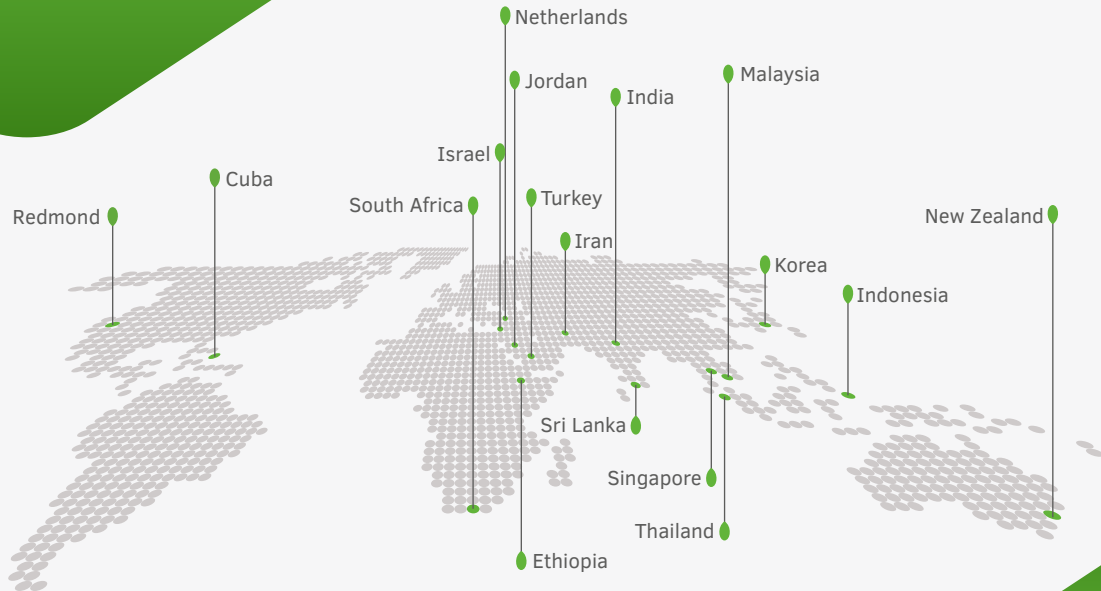 Netherlands
Malaysia
Jordan
India
Israel
Cuba
Turkey
South Africa
Redmond
New Zealand
Iran
Korea
Indonesia
Sri Lanka
Singapore
Thailand
Ethiopia